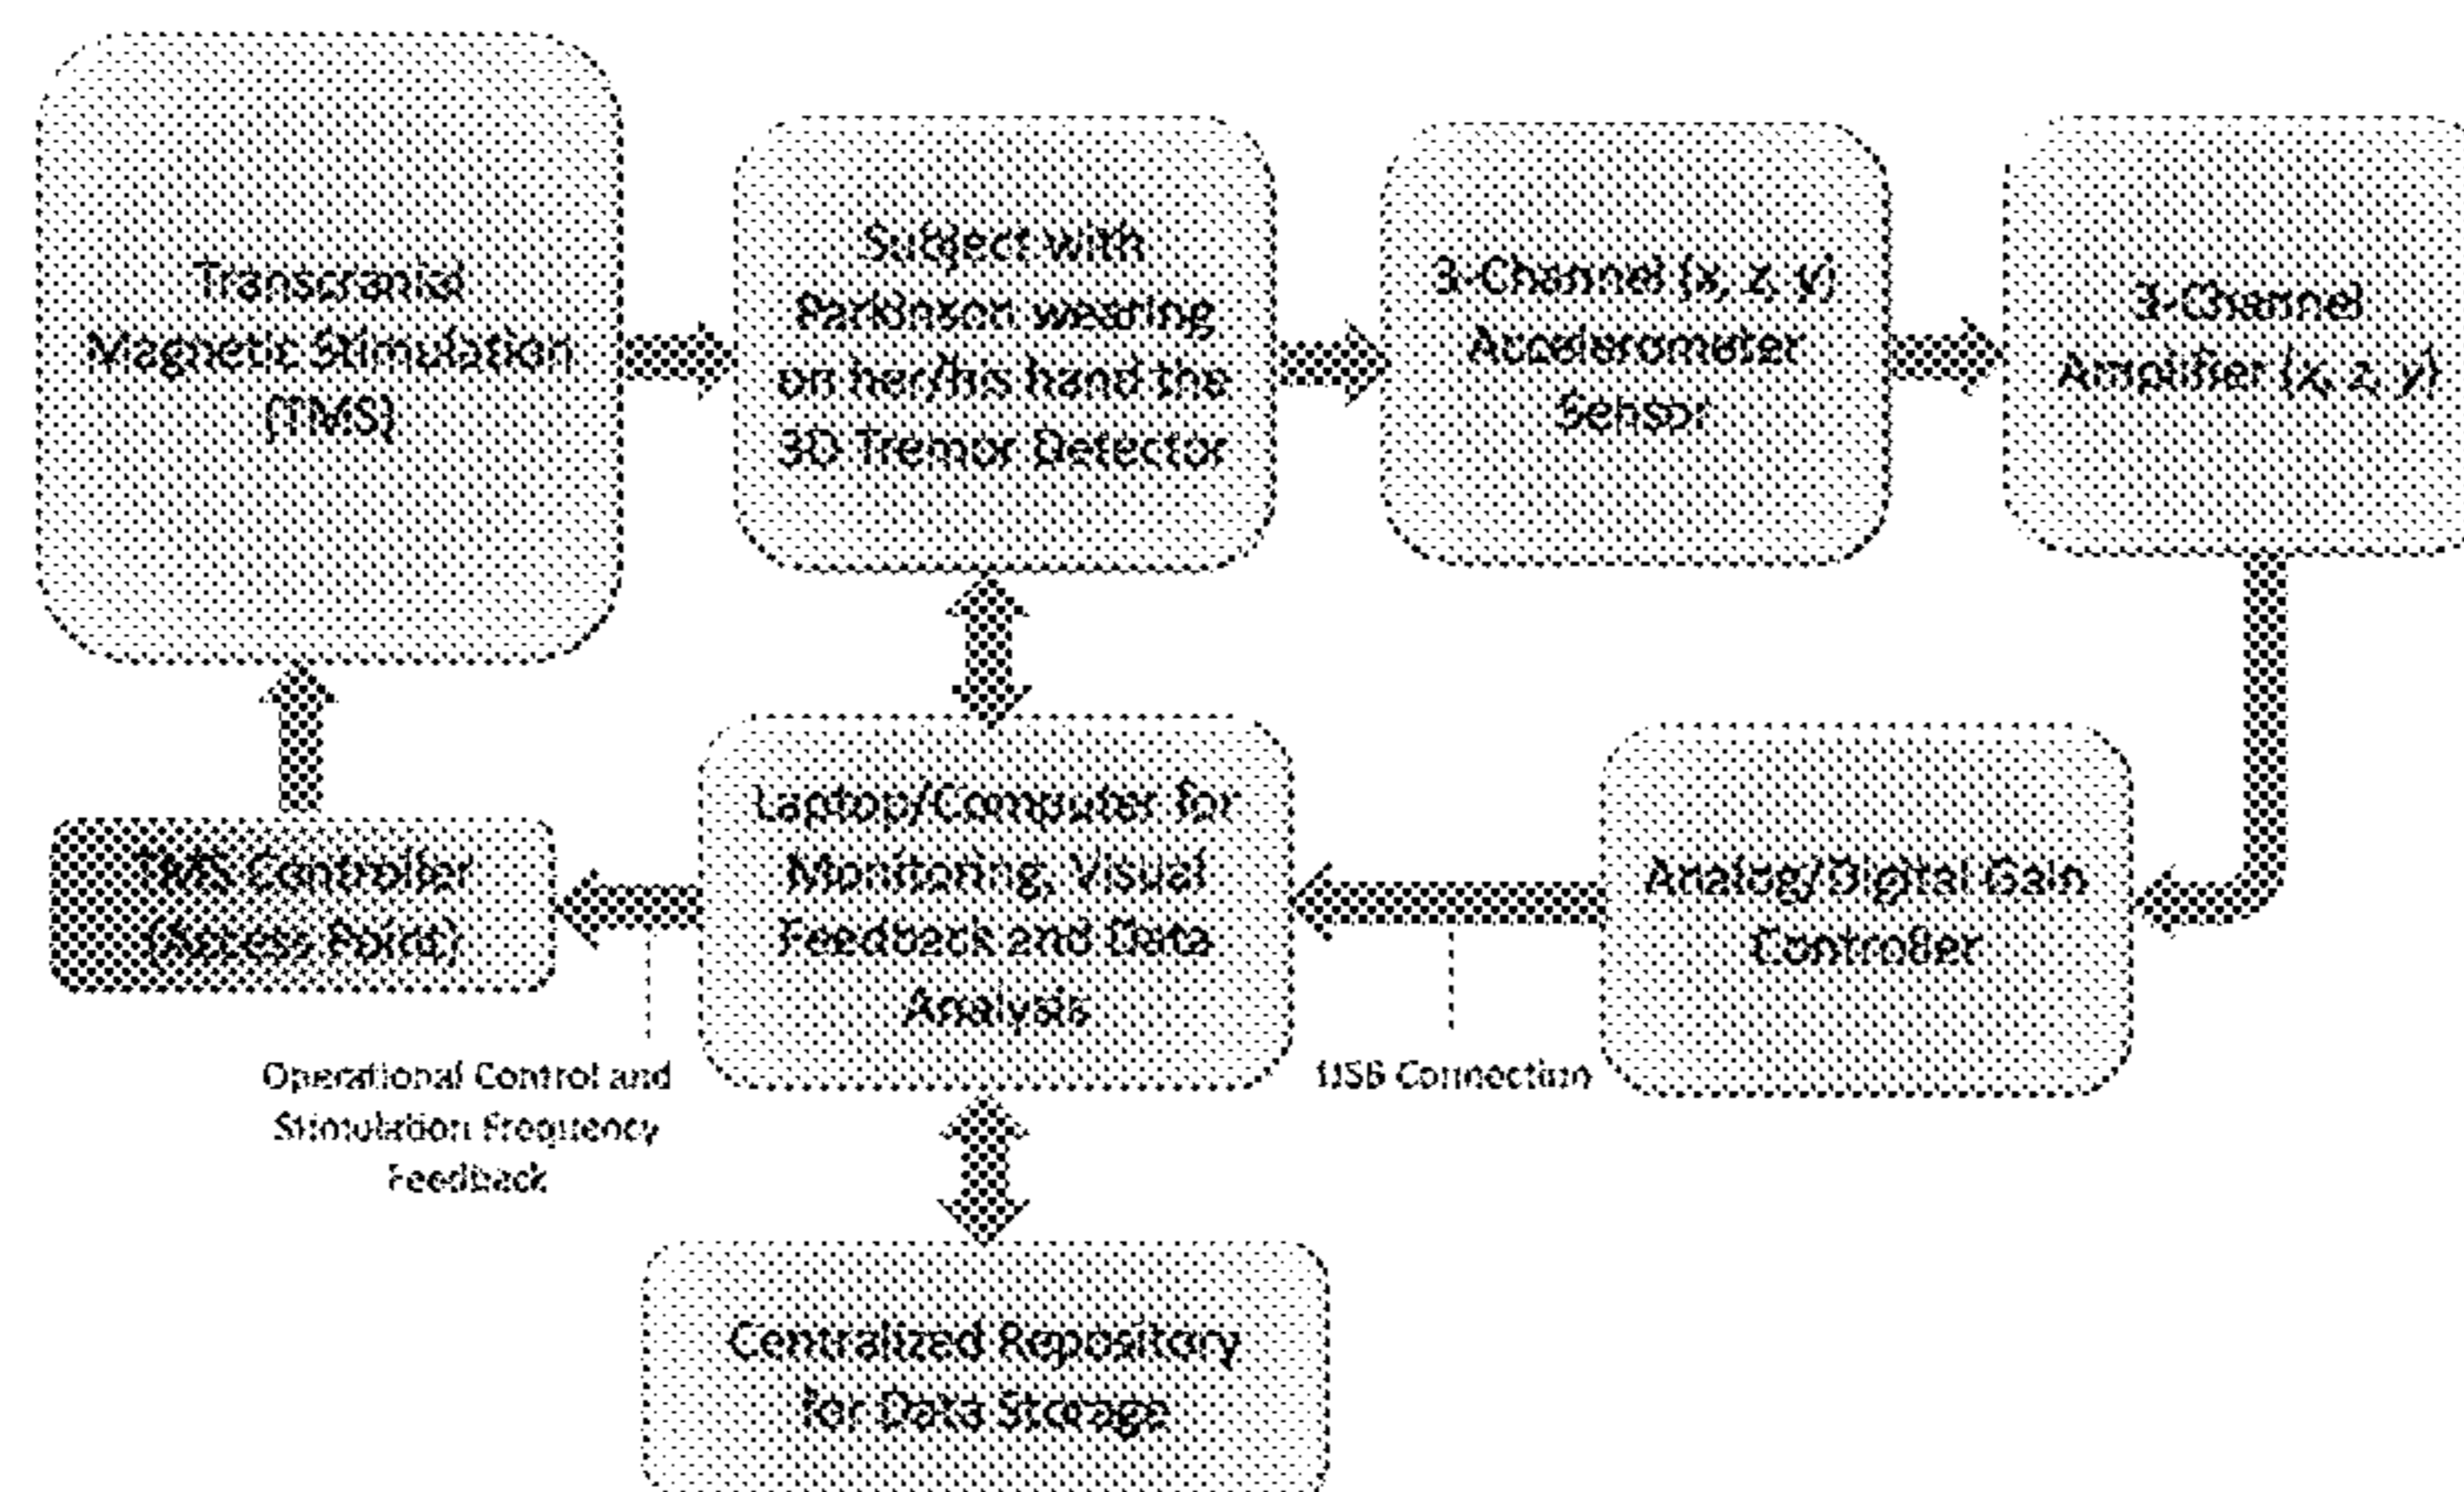 Transcranial
Magnetic Stimulation
(TMS)
Subject with
Parkinson wearing
on her/his hand the
3D Tremor Detector
3-Channel (x, z, y)
Accelerometer
Sensor
3-Channel
Amplifier (x, z, y)
TMS Controller
(Access Point)
Laptop/Computer for
Monitoring, Visual
Feedback and Data
Analysis
Analog/Digital Gain
Controller
Operational Control and
Stimulation Frequency
Feedback
USB Connection
Centralized Repository
for Data Storage